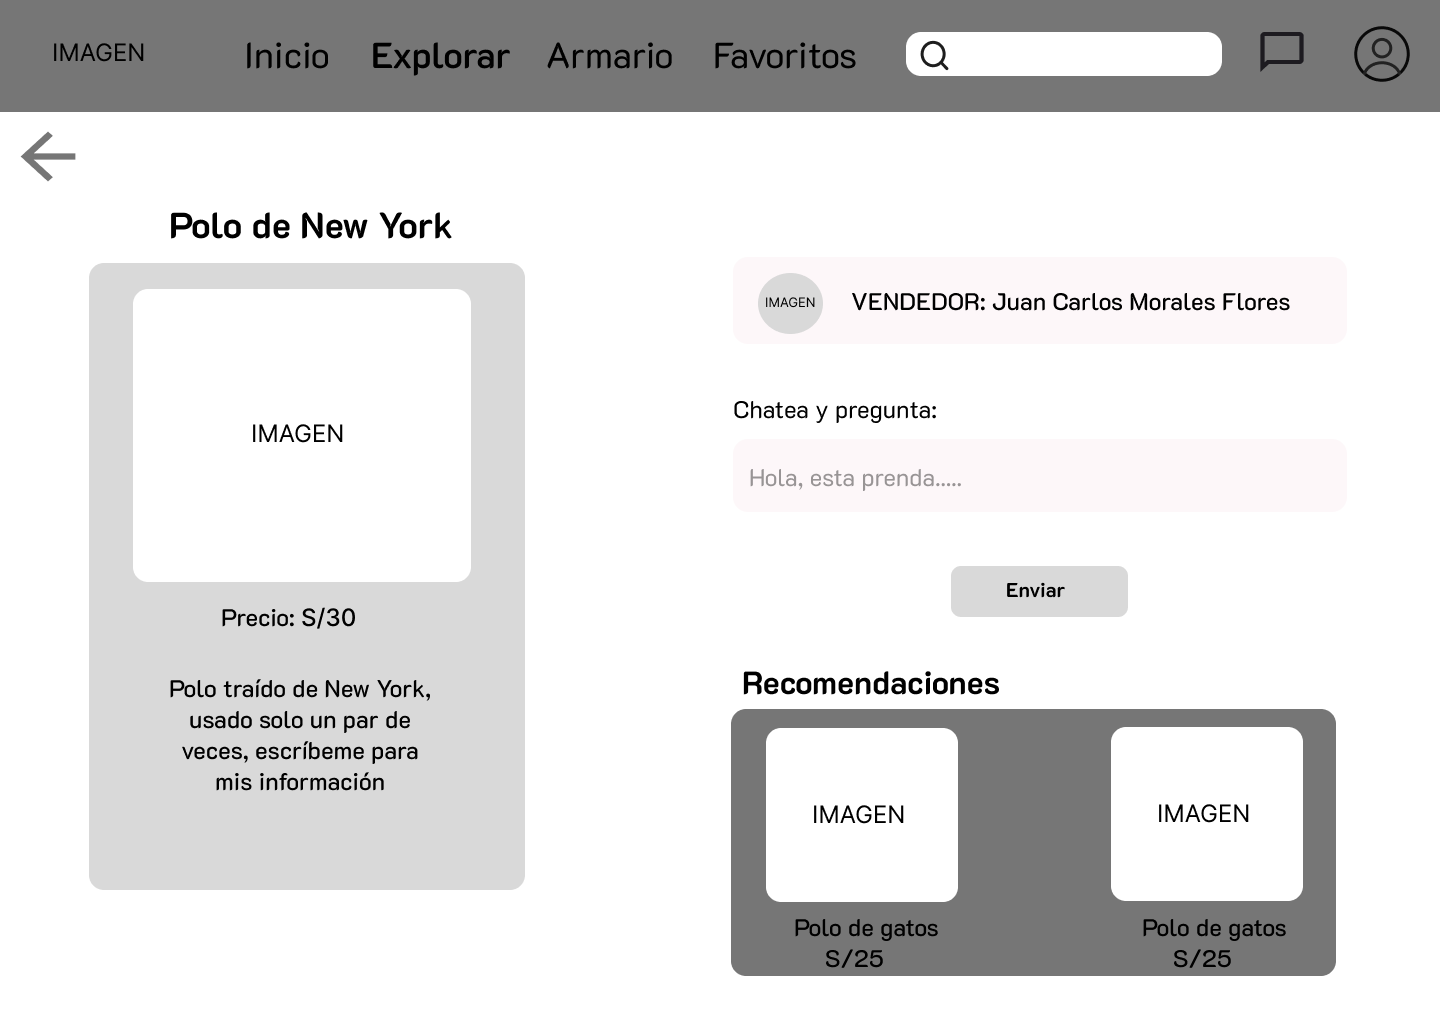 IMAGEN
Inicio
Explorar
Armario
Favoritos
Polo de New York
IMAGEN
Precio: S/30
Polo traído de New York,
usado solo un par de
veces, escríbeme para
mis información
IMAGEN
VENDEDOR: Juan Carlos Morales Flores
Chatea y pregunta:
Hola, esta prenda.....
Enviar
Recomendaciones
IMAGEN
Polo de gatos
S/25
IMAGEN
Polo de gatos
S/25